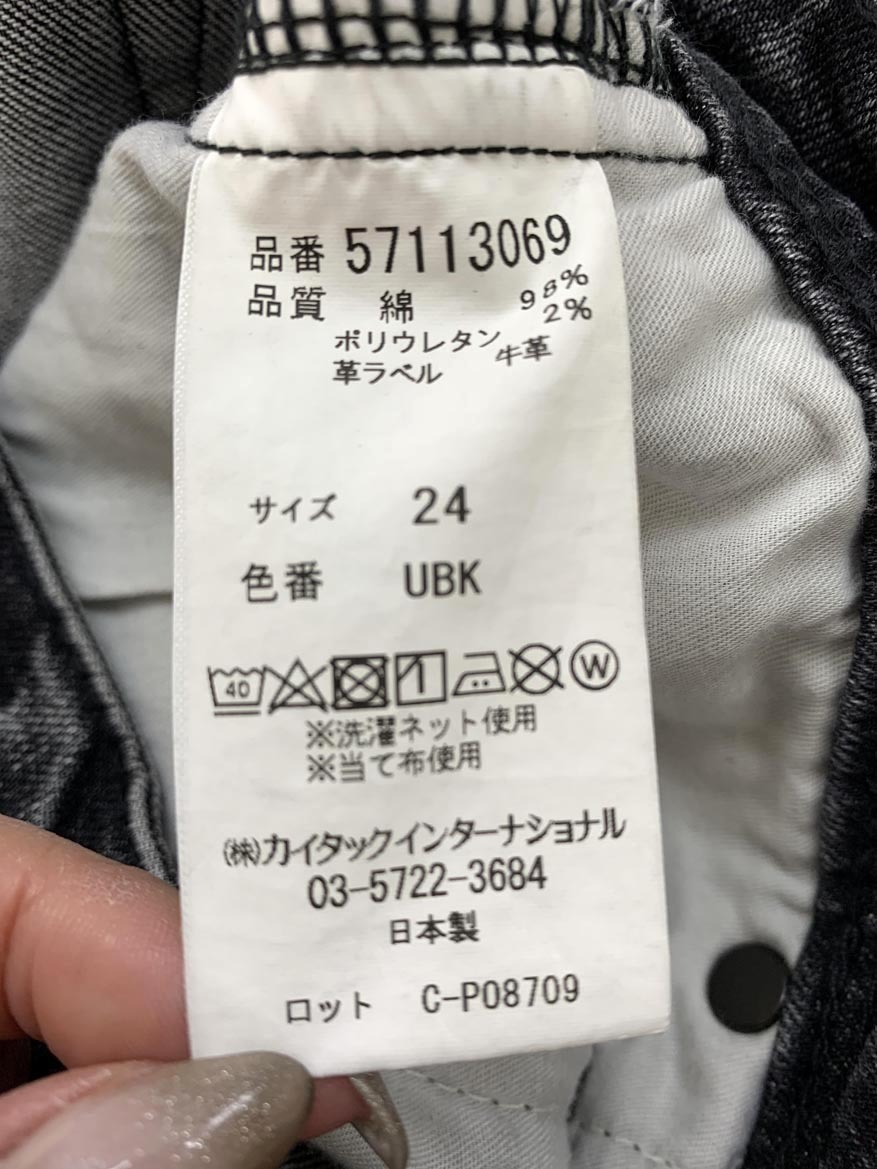 品番 57113069
品質 綿 98%
ポリウレタン 2%
革ラベル 牛革
サイズ 24
色番 UBK
40 W
※洗濯ネット使用
※当て布使用
㈱カイタックインターナショナル
03-5722-3684
日本製
ロット C-P08709